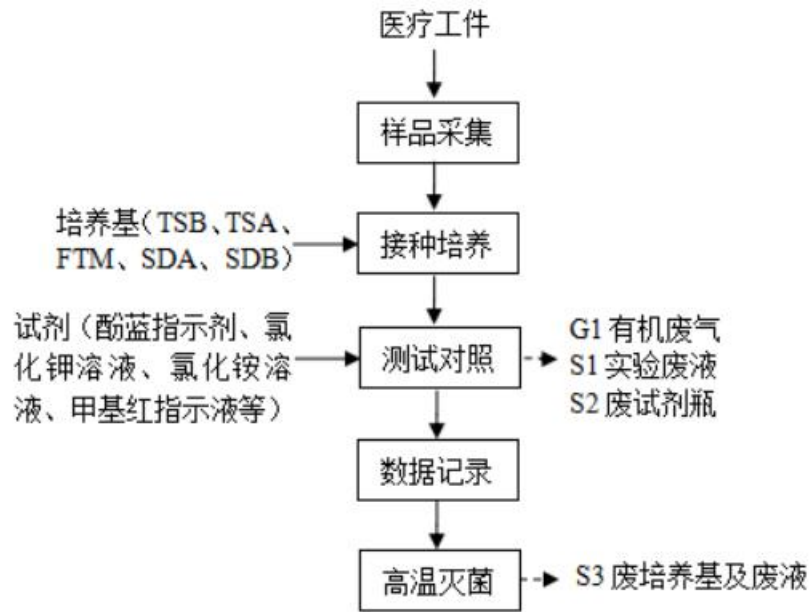 医疗工件
样品采集
培养基（TSB、TSA、
FTM、SDA、SDB）
接种培养
试剂（酚蓝指示剂、氯
化钾溶液、氯化铵溶
液、甲基红指示液等）
测试对照
G1 有机废气
S1 实验废液
S2 废试剂瓶
数据记录
高温灭菌
S3 废培养基及废液